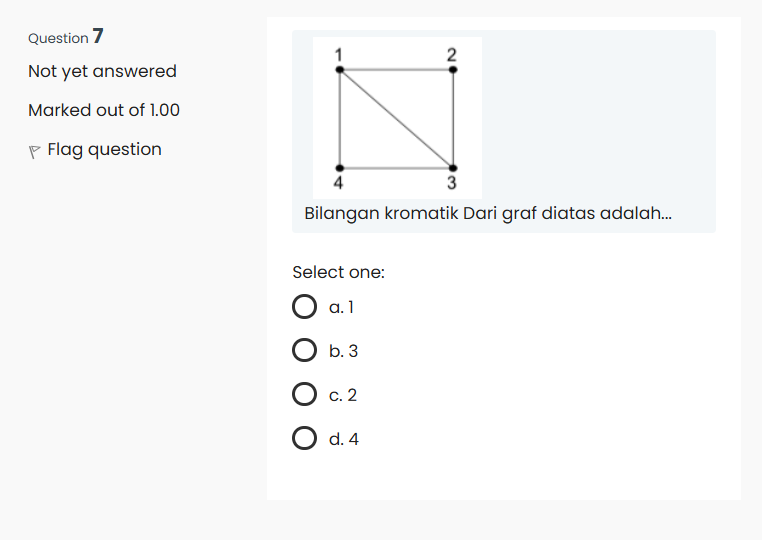 Question 7
Not yet answered
Marked out of 1.00
Flag question
1 2
4 3
Bilangan kromatik Dari graf diatas adalah...
Select one:
a. 1
b. 3
c. 2
d. 4